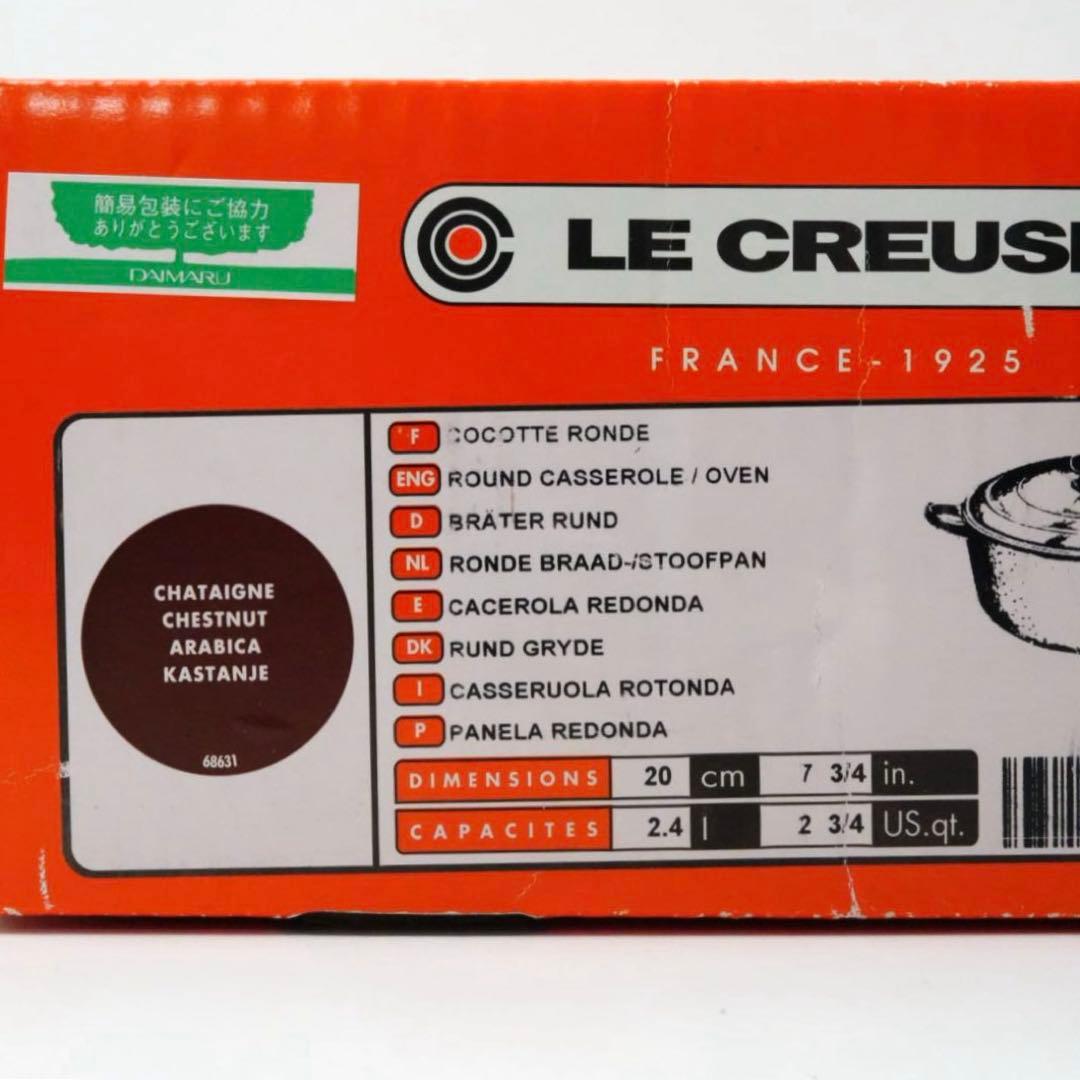 簡易包装にご協力
ありがとうございます
DAIMARU
LE CREUSE
FRANCE-1925
CHATAIGNE
CHESTNUT
ARABICA
KASTANJE
68631
F COCOTTE RONDE
ENG ROUND CASSEROLE / OVEN
D BRÄTER RUND
NL RONDE BRAAD-/STOOFPAN
E CACEROLA REDONDA
DK RUND GRYDE
I CASSERUOLA ROTONDA
P PANELA REDONDA
DIMENSIONS 20 cm 7 3/4 in.
CAPACITES 2.4 l 2 3/4 US.qt.